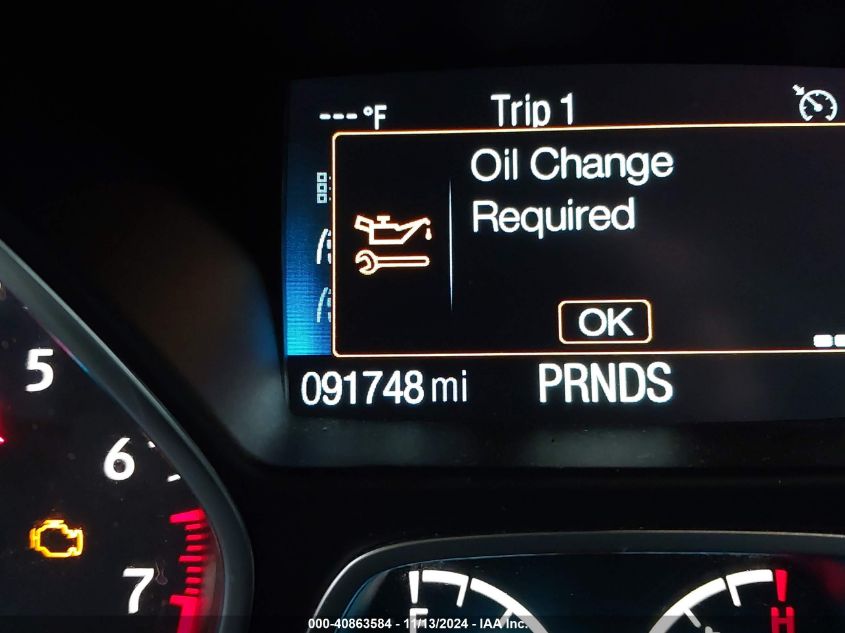 ---°F
Trip 1
Oil Change
Required
OK
091748 mi
PRNDS
5
6
7
F
H
000-40863584 - 11/13/2024 - IAA Inc.